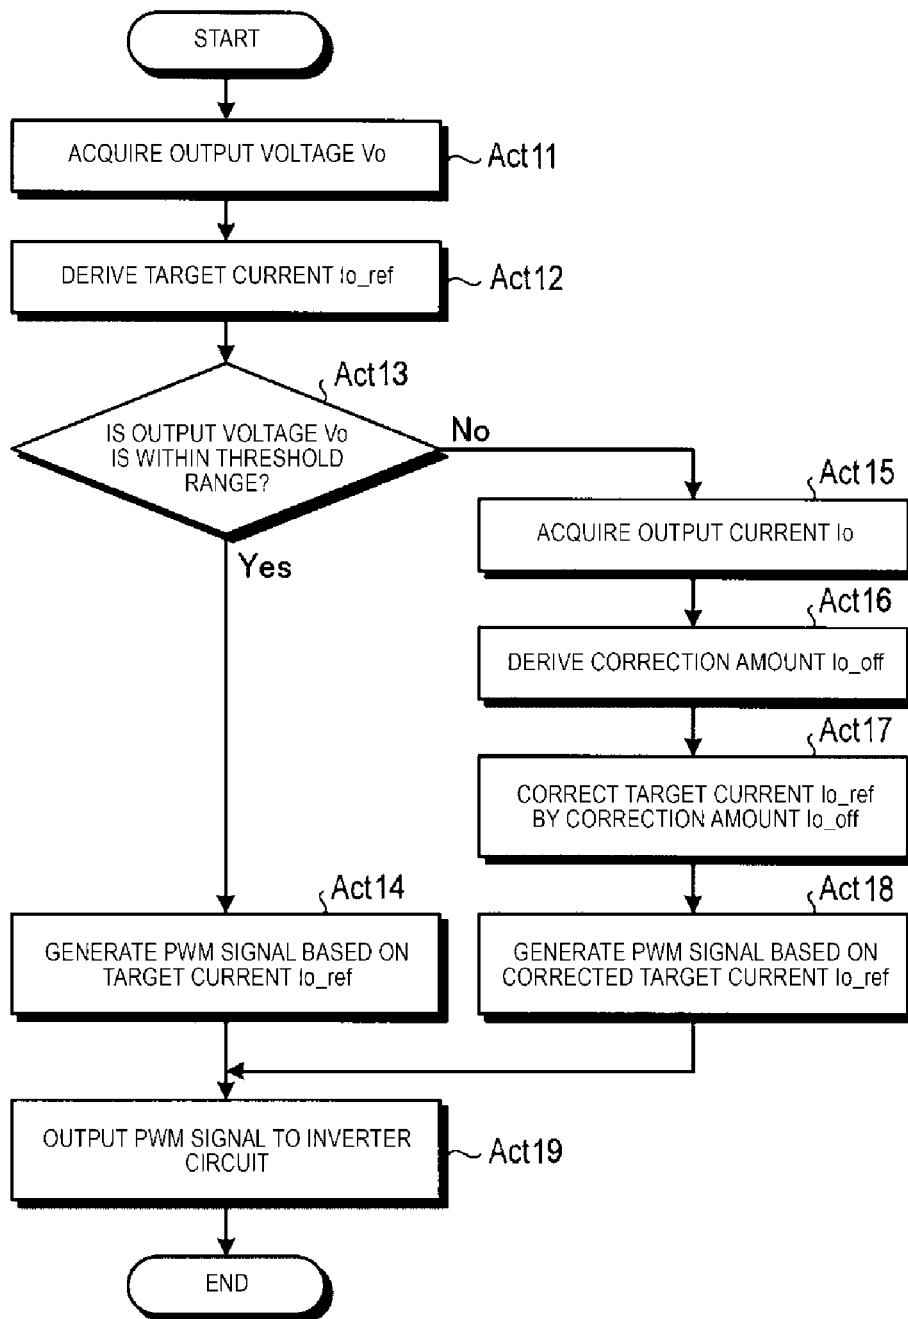 START
ACQUIRE OUTPUT VOLTAGE Vo
Act11
DERIVE TARGET CURRENT Io_ref
Act12
Act13
IS OUTPUT VOLTAGE Vo
IS WITHIN THRESHOLD
RANGE?
No
Yes
Act15
ACQUIRE OUTPUT CURRENT Io
Act16
DERIVE CORRECTION AMOUNT Io_off
Act17
CORRECT TARGET CURRENT Io_ref
BY CORRECTION AMOUNT Io_off
Act14
GENERATE PWM SIGNAL BASED ON
TARGET CURRENT Io_ref
Act18
GENERATE PWM SIGNAL BASED ON
CORRECTED TARGET CURRENT Io_ref
OUTPUT PWM SIGNAL TO INVERTER
CIRCUIT
Act19
END